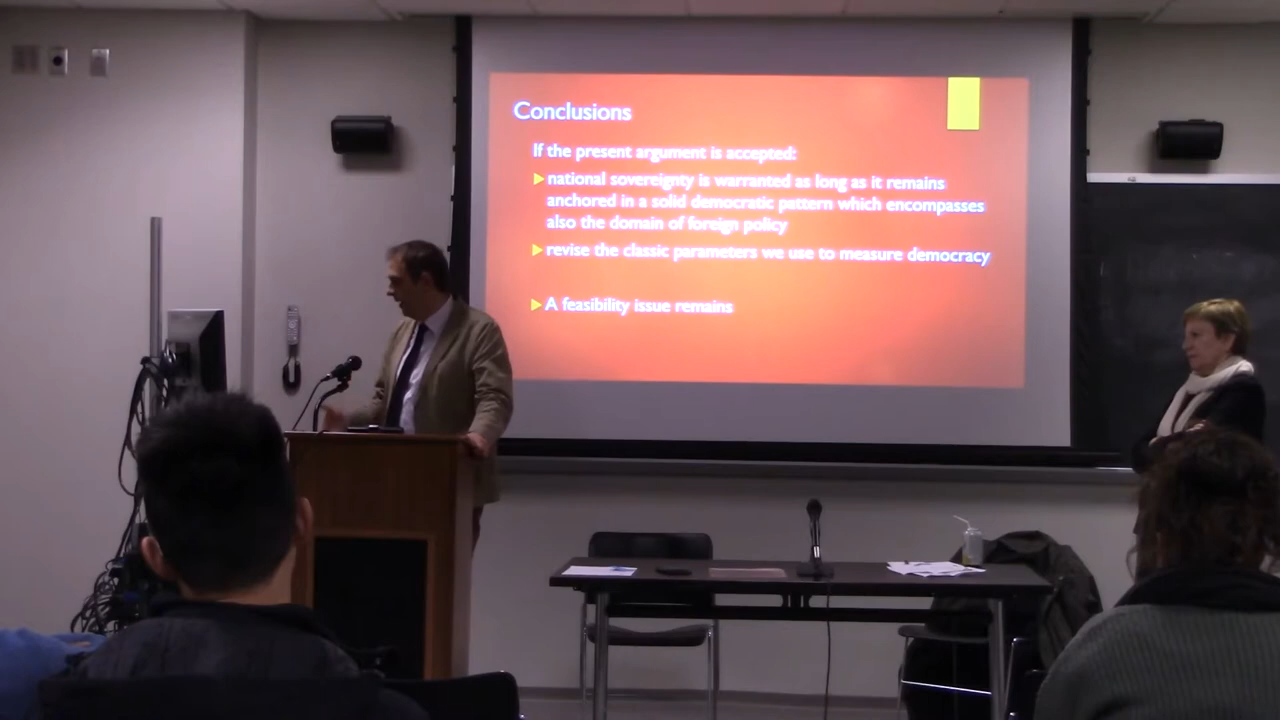 Conclusions
If the present argument is accepted:
national sovereignty is warranted as long as it remains
anchored in a solid democratic pattern which encompasses
also the domain of foreign policy
revise the classic parameters we use to measure democracy
A feasibility issue remains